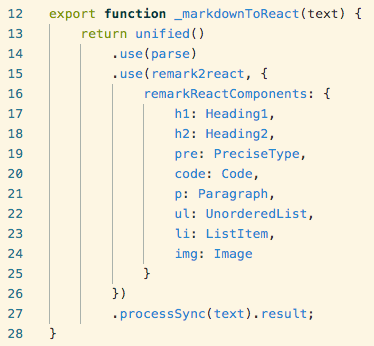 12 export function _markdownToReact(text) {
13     return unified()
14         .use(parse)
15         .use(remark2react, {
16             remarkReactComponents: {
17                 h1: Heading1,
18                 h2: Heading2,
19                 pre: PreciseType,
20                 code: Code,
21                 p: Paragraph,
22                 ul: UnorderedList,
23                 li: ListItem,
24                 img: Image
25             }
26         })
27         .processSync(text).result;
28 }